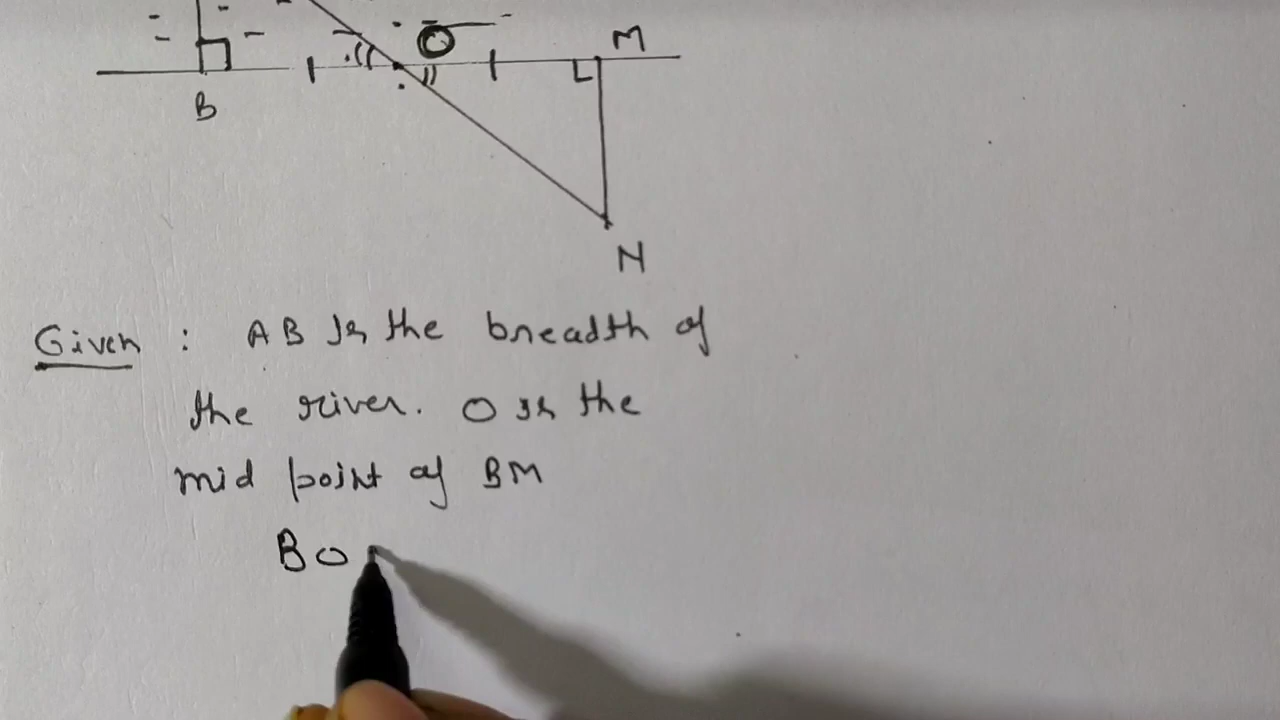 O
M
B
N
Given : AB is the breadth of
the river. O is the
mid point of BM
BO